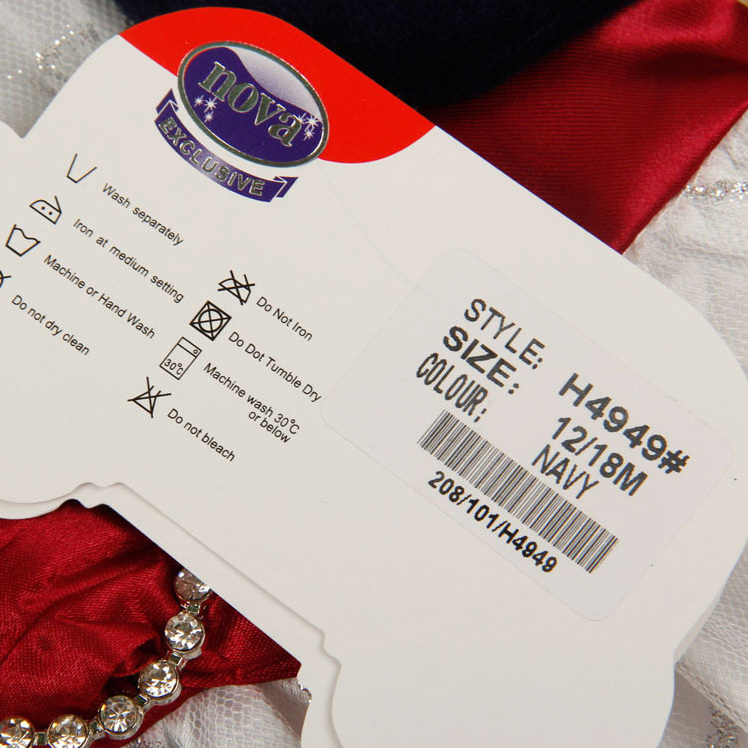 nova
EXCLUSIVE
Wash separately
Iron at medium setting
Machine or Hand Wash
Do not dry clean
Do Not Iron
Do Dot Tumble Dry
30°C
Machine wash 30°C
or below
Do not bleach
STYLE: H4949#
SIZE: 12/18M
COLOUR: NAVY
208/101/H4949